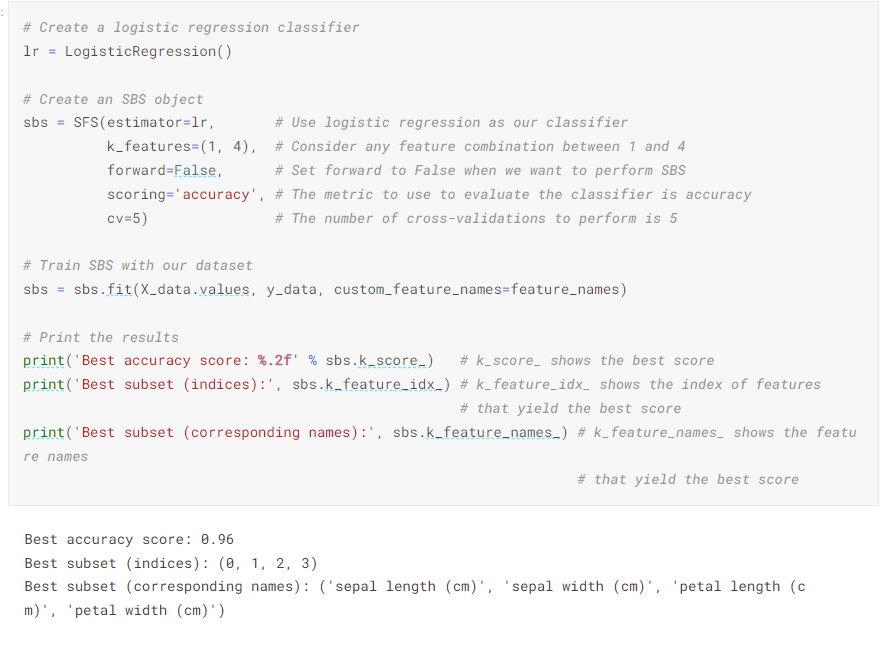 :
# Create a logistic regression classifier
lr = LogisticRegression()
# Create an SBS object
sbs = SFS(estimator=lr,       # Use logistic regression as our classifier
          k_features=(1, 4),  # Consider any feature combination between 1 and 4
          forward=False,      # Set forward to False when we want to perform SBS
          scoring='accuracy', # The metric to use to evaluate the classifier is accuracy
          cv=5)               # The number of cross-validations to perform is 5
# Train SBS with our dataset
sbs = sbs.fit(X_data.values, y_data, custom_feature_names=feature_names)
# Print the results
print('Best accuracy score: %.2f' % sbs.k_score_)   # k_score_ shows the best score
print('Best subset (indices):', sbs.k_feature_idx_) # k_feature_idx_ shows the index of features
                                                    # that yield the best score
print('Best subset (corresponding names):', sbs.k_feature_names_) # k_feature_names_ shows the featu
re names
                                                                  # that yield the best score
Best accuracy score: 0.96
Best subset (indices): (0, 1, 2, 3)
Best subset (corresponding names): ('sepal length (cm)', 'sepal width (cm)', 'petal length (c
m)', 'petal width (cm)')